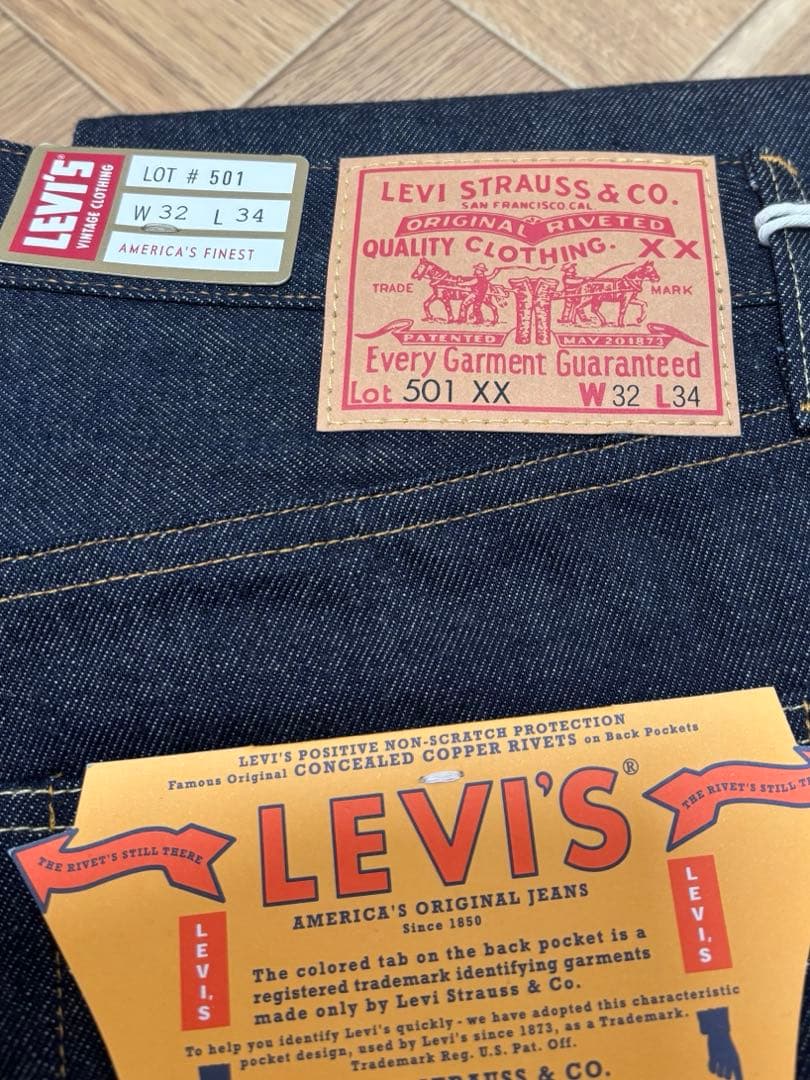 LEVI'S®
VINTAGE CLOTHING
LOT # 501
W 32 L 34
AMERICA'S FINEST
LEVI STRAUSS & CO.
SAN FRANCISCO.CAL
ORIGINAL RIVETED
QUALITY CLOTHING. XX
TRADE MARK
PATENTED MAY 20 1873
Every Garment Guaranteed
Lot 501 XX W 32 L34
LEVI'S POSITIVE NON-SCRATCH PROTECTION
Famous Original CONCEALED COPPER RIVETS on Back Pockets
LEVI'S®
THE RIVET'S STILL THERE
THE RIVET'S STILL
AMERICA'S ORIGINAL JEANS
Since 1850
LEVI'S
LEVI'S
The colored tab on the back pocket is a
registered trademark identifying garments
made only by Levi Strauss & Co.
To help you identify Levi's quickly - we have adopted this characteristic
pocket design, used by Levi's since 1873, as a Trademark.
Trademark Reg. U.S. Pat. Off.
STRAUSS & CO.